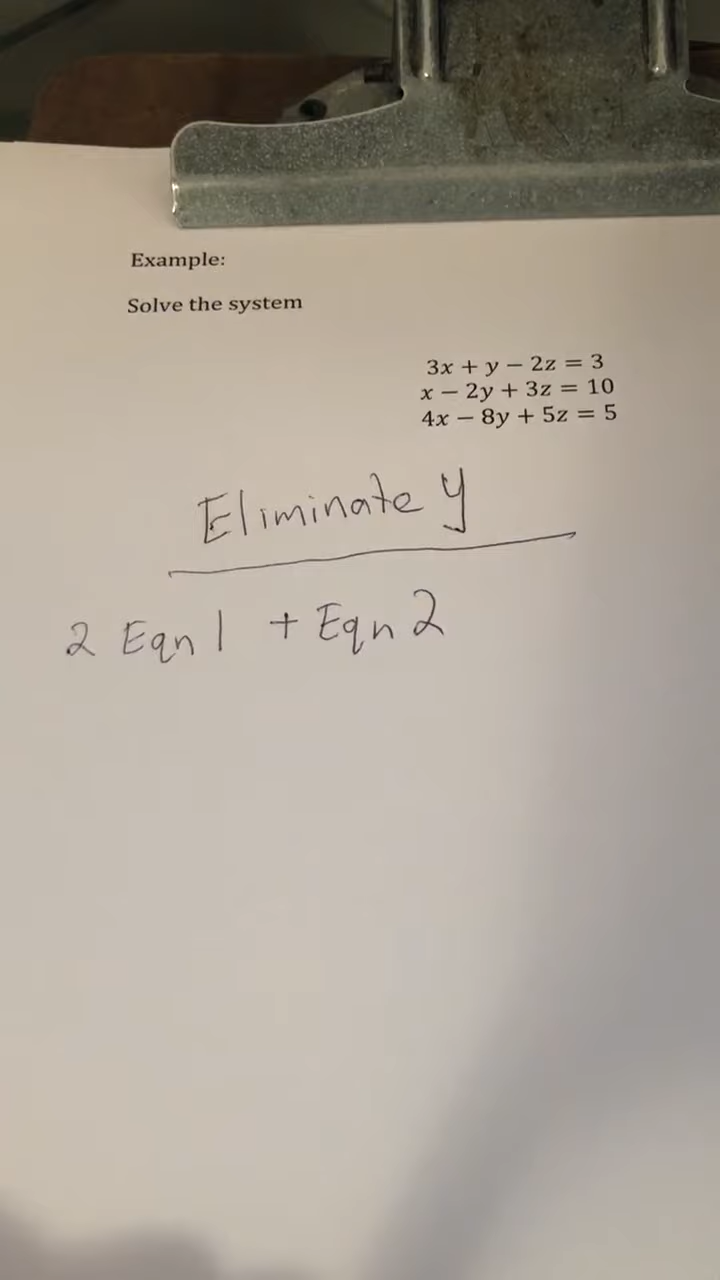 Example:
Solve the system
3x + y − 2z = 3
x − 2y + 3z = 10
4x − 8y + 5z = 5
Eliminate y
2 Eqn 1 + Eqn 2